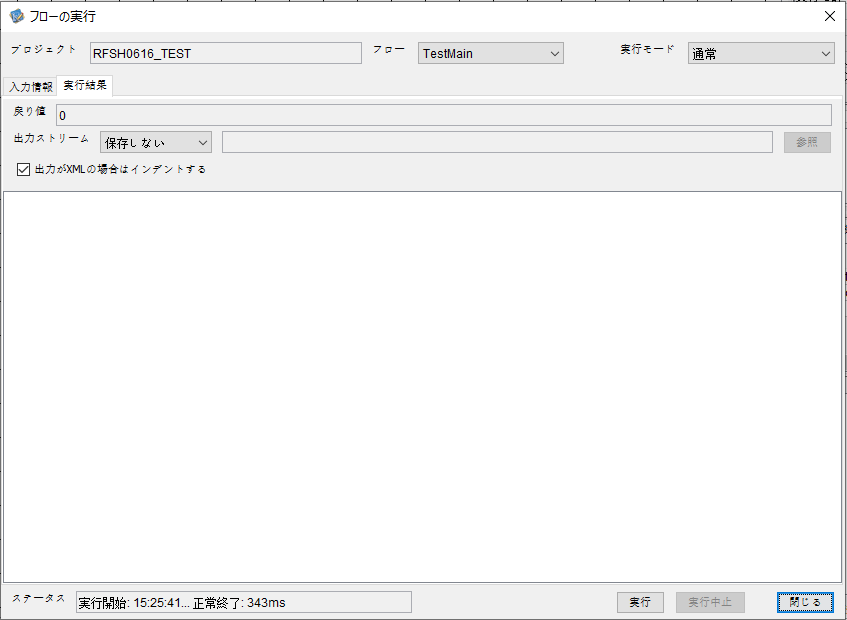 フローの実行
プロジェクト RFSH0616_TEST フロー TestMain 実行モード 通常
入力情報 実行結果
戻り値 0
出力ストリーム 保存しない 参照
出力がXMLの場合はインデントする
ステータス 実行開始: 15:25:41... 正常終了: 343ms 実行 実行中止 閉じる